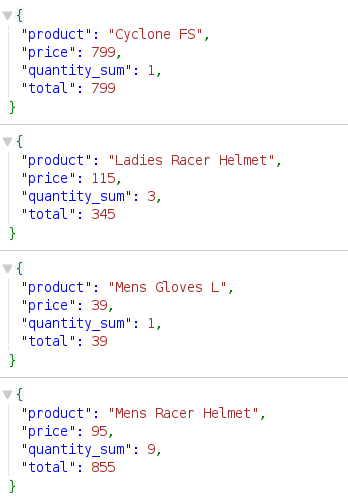 {
"product": "Cyclone FS",
"price": 799,
"quantity_sum": 1,
"total": 799
}
{
"product": "Ladies Racer Helmet",
"price": 115,
"quantity_sum": 3,
"total": 345
}
{
"product": "Mens Gloves L",
"price": 39,
"quantity_sum": 1,
"total": 39
}
{
"product": "Mens Racer Helmet",
"price": 95,
"quantity_sum": 9,
"total": 855
}